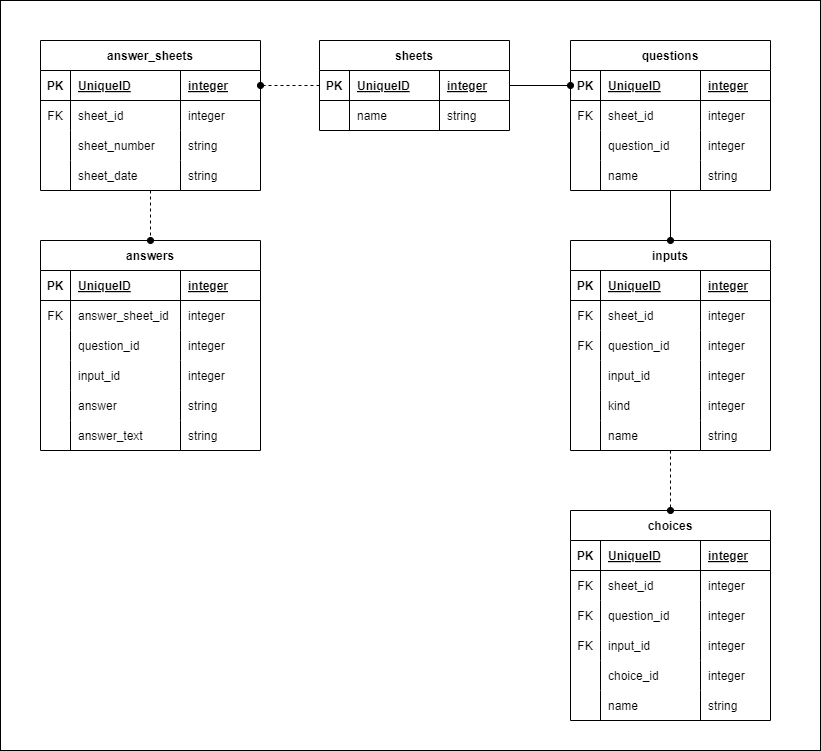 answer_sheets
PK UniqueID integer
FK sheet_id integer
sheet_number string
sheet_date string
sheets
PK UniqueID integer
name string
questions
PK UniqueID integer
FK sheet_id integer
question_id integer
name string
answers
PK UniqueID integer
FK answer_sheet_id integer
question_id integer
input_id integer
answer string
answer_text string
inputs
PK UniqueID integer
FK sheet_id integer
FK question_id integer
input_id integer
kind integer
name string
choices
PK UniqueID integer
FK sheet_id integer
FK question_id integer
FK input_id integer
choice_id integer
name string